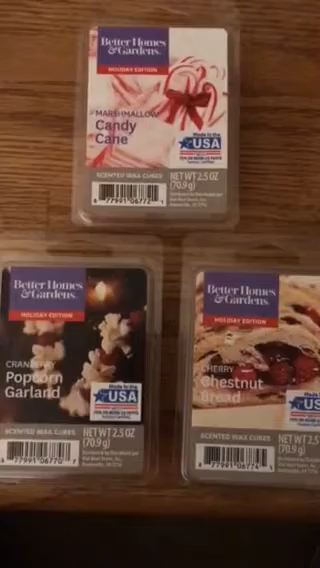 Better Homes
& Gardens.
HOLIDAY EDITION
MARSHMALLOW
Candy
Cane
Made in the
USA
SCENTED WAX CUBES
NET WT 2.5 OZ
(70.9g)
Better Homes
& Gardens.
HOLIDAY EDITION
CRANBERRY
Popcorn
Garland
Made in the
USA
SCENTED WAX CUBES
NET WT 2.5 OZ
(70.9g)
Better Homes
& Gardens.
HOLIDAY EDITION
CHERRY
Chestnut
Bread
US
SCENTED WAX CUBES
NET WT 2.5
(70.9g)